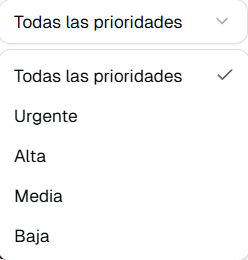 Todas las prioridades
Todas las prioridades
Urgente
Alta
Media
Baja